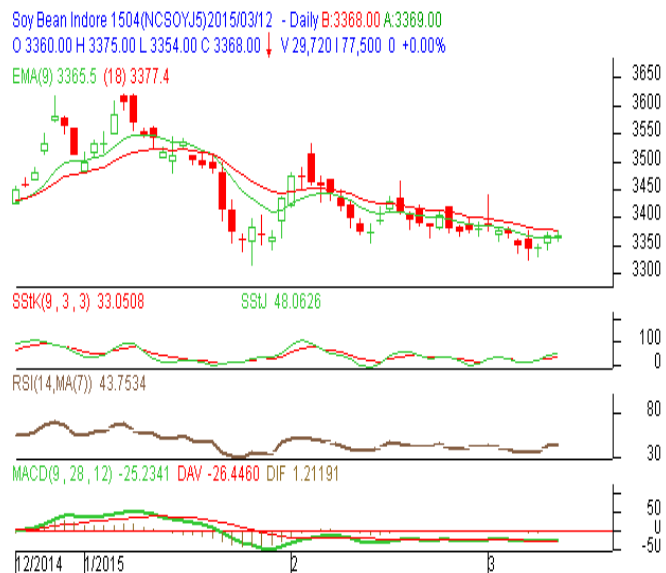 Soy Bean Indore 1504(NCSOYJ5)2015/03/12 - Daily B:3368.00 A:3369.00
O 3360.00 H 3375.00 L 3354.00 C 3368.00 V 29,720 I 77,500 0 +0.00%
EMA(9) 3365.5 (18) 3377.4
3650
3600
3550
3500
3450
3400
3350
3300
SStK(9 , 3 , 3) 33.0508 SStJ 48.0626
100
0
RSI(14,MA(7)) 43.7534
80
30
MACD(9 , 28 , 12) -25.2341 DAV -26.4460 DIF 1.21191
50
0
-50
12/2014 1/2015 2 3